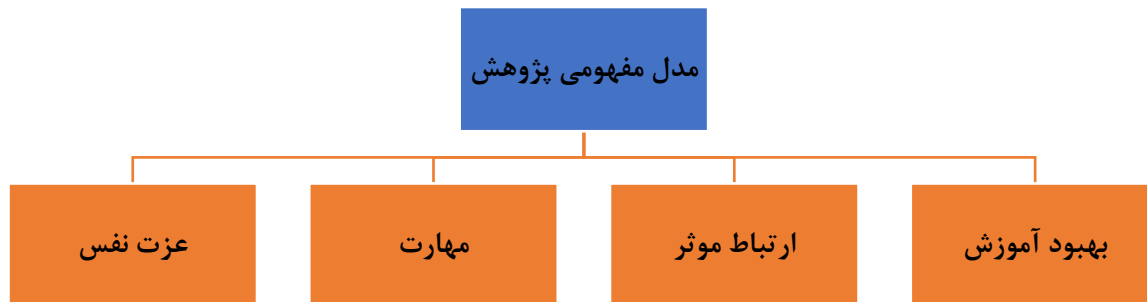 مدل مفهومی پژوهش
بهبود آموزش
ارتباط موثر
مهارت
عزت نفس